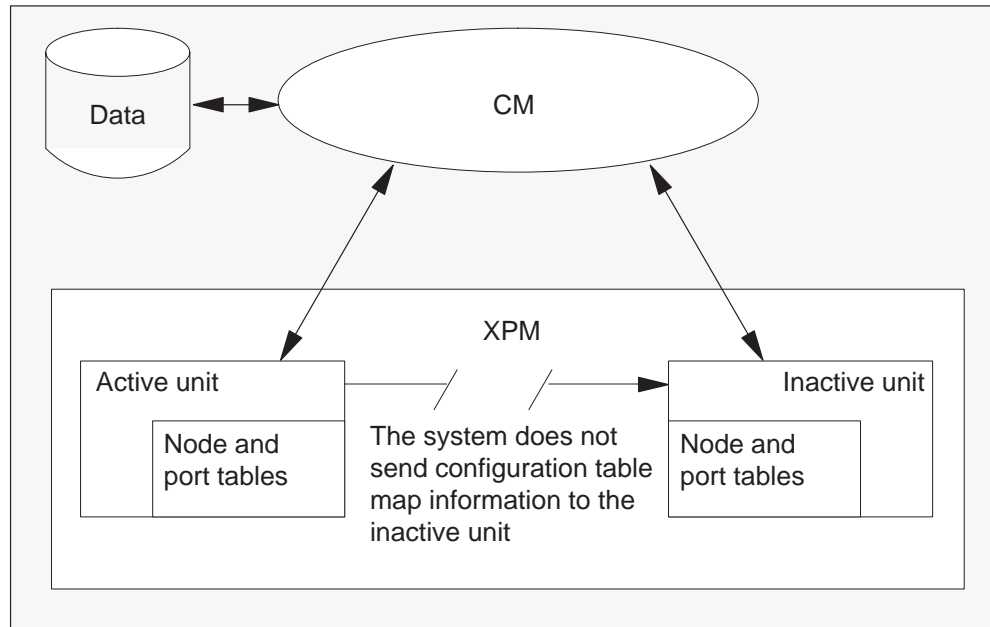 Data
CM
XPM
Active unit
Inactive unit
Node and
port tables
The system does not
send configuration table
map information to the
inactive unit
Node and
port tables